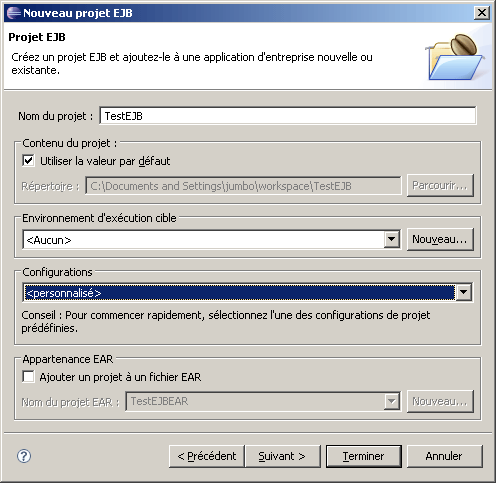 Nouveau projet EJB
Projet EJB
Créez un projet EJB et ajoutez-le à une application d'entreprise nouvelle ou
existante.
Nom du projet : TestEJB
Contenu du projet :
Utiliser la valeur par défaut
Répertoire : C:\Documents and Settings\jumbo\workspace\TestEJB Parcourir...
Environnement d'exécution cible
<Aucun> Nouveau...
Configurations
<personnalisé>
Conseil : Pour commencer rapidement, sélectionnez l'une des configurations de projet
prédéfinies.
Appartenance EAR
Ajouter un projet à un fichier EAR
Nom du projet EAR : TestEJBEAR Nouveau...
? < Précédent Suivant > Terminer Annuler